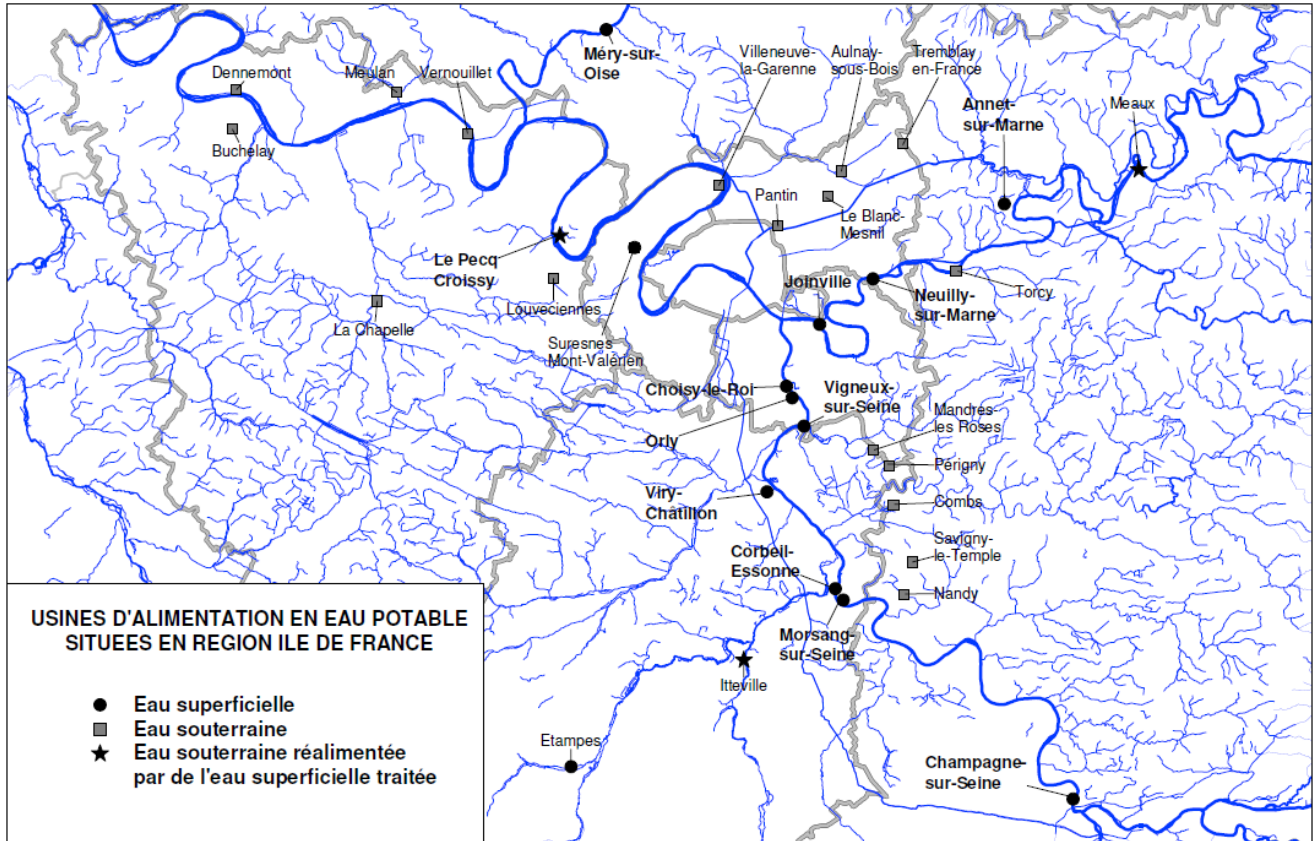 Méry-sur-
Oise
Villeneuve-
la-Garenne
Aulnay-
sous-Bois
Tremblay
en-France
Dennemont
Meulan
Vernouillet
Annet-
sur-Marne
Meaux
Buchelay
Pantin
Le Blanc-
Mesnil
Le Pecq
Croissy
Joinville
Neuilly-
sur-Marne
Torcy
Louveciennes
La Chapelle
Suresnes
Mont-Valérien
Choisy-le-Roi
Vigneux-
sur-Seine
Mandres-
les Roses
Orly
Périgny
Viry-
Châtillon
Combs
Savigny-
le-Temple
Corbeil-
Essonne
Nandy
Morsang-
sur-Seine
Itteville
Etampes
Champagne-
sur-Seine
USINES D'ALIMENTATION EN EAU POTABLE
SITUEES EN REGION ILE DE FRANCE
Eau superficielle
Eau souterraine
Eau souterraine réalimentée
par de l'eau superficielle traitée